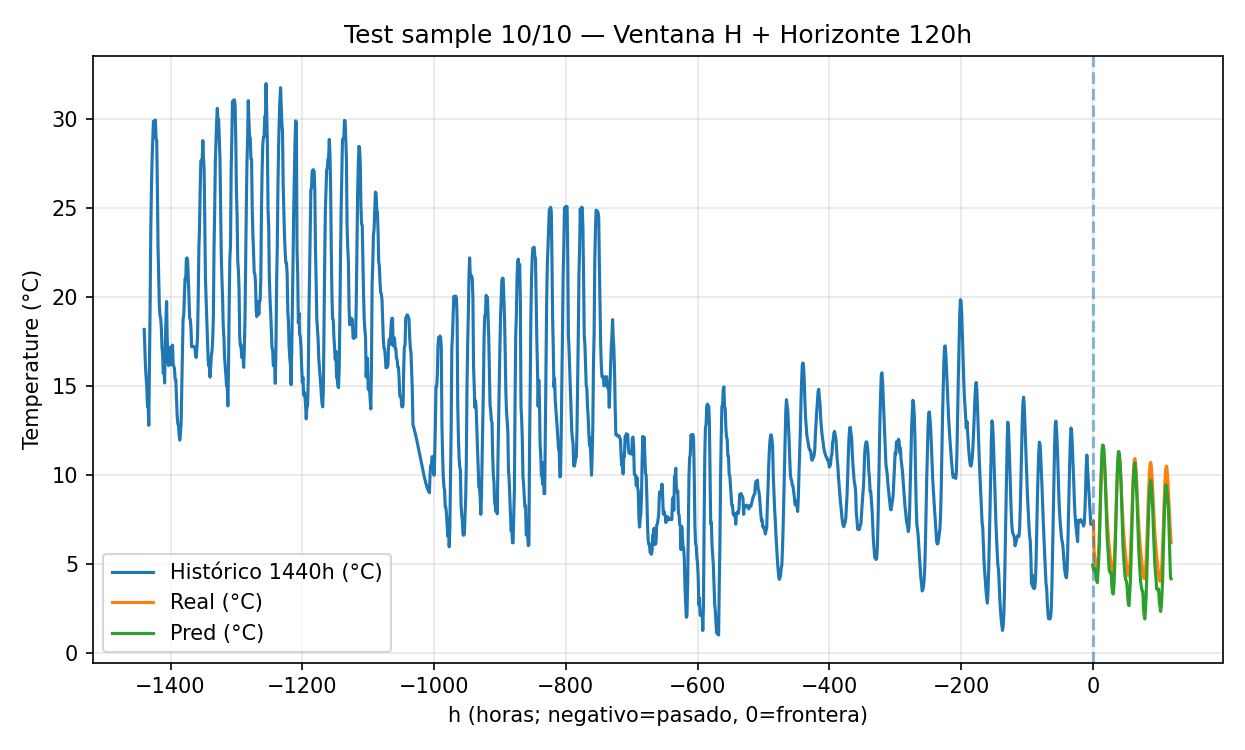 Test sample 10/10 — Ventana H + Horizonte 120h
Temperature (°C)
30
25
20
15
10
5
0
Histórico 1440h (°C)
Real (°C)
Pred (°C)
−1400
−1200
−1000
−800
−600
−400
−200
0
h (horas; negativo=pasado, 0=frontera)